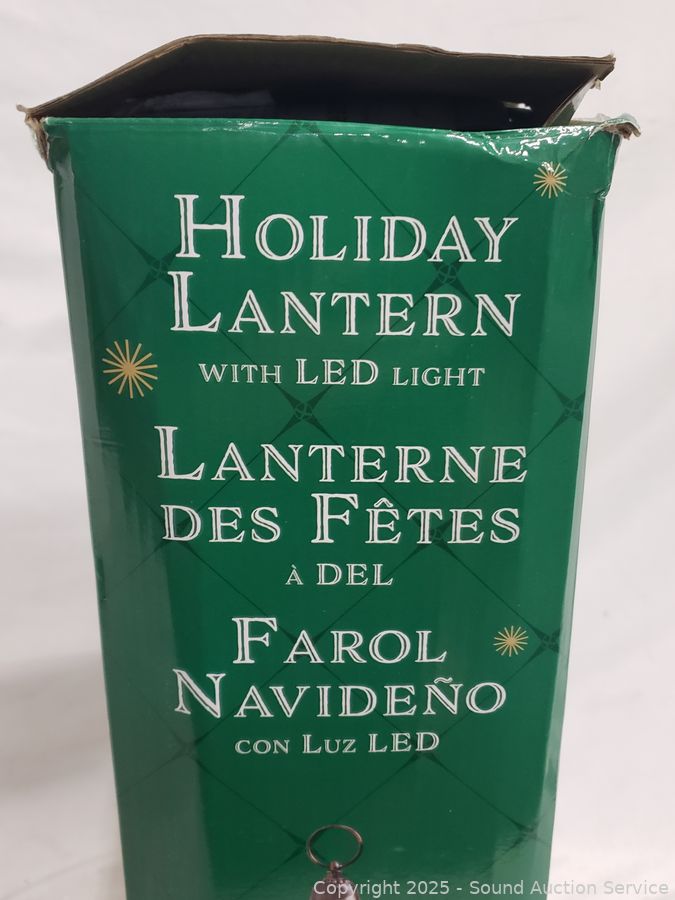 HOLIDAY
LANTERN
WITH LED LIGHT
LANTERNE
DES FÊTES
À DEL
FAROL
NAVIDEÑO
CON LUZ LED
Copyright 2025 - Sound Auction Service